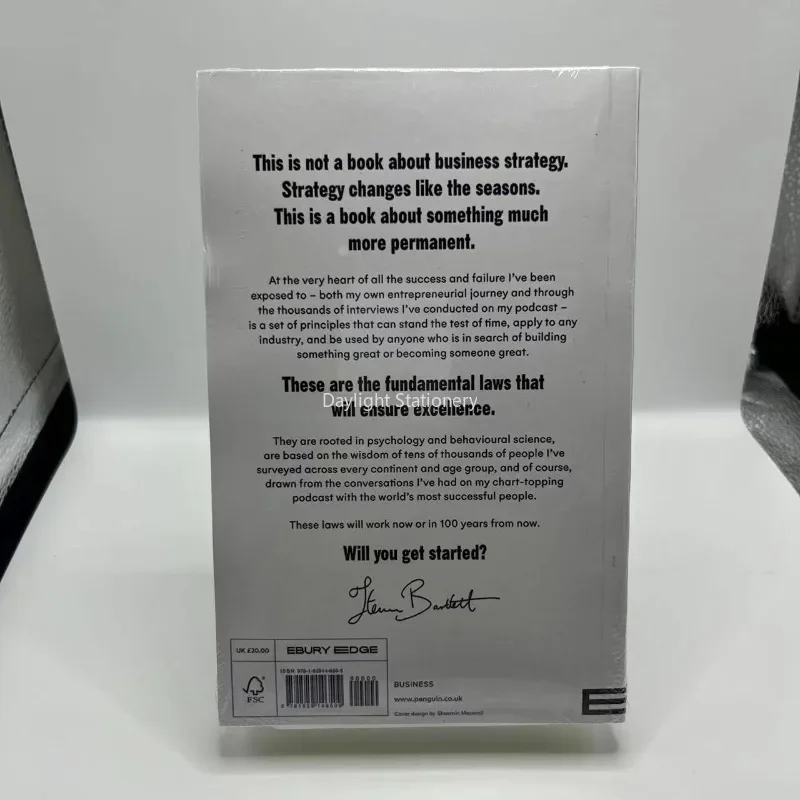 This is not a book about business strategy.
Strategy changes like the seasons.
This is a book about something much
more permanent.
At the very heart of all the success and failure I've been
exposed to – both my own entrepreneurial journey and through
the thousands of interviews I've conducted on my podcast –
is a set of principles that can stand the test of time, apply to any
industry, and be used by anyone who is in search of building
something great or becoming someone great.
These are the fundamental laws that
will ensure excellence.
Daylight Stationery
They are rooted in psychology and behavioural science,
are based on the wisdom of tens of thousands of people I've
surveyed across every continent and age group, and of course,
drawn from the conversations I've had on my chart-topping
podcast with the world's most successful people.
These laws will work now or in 100 years from now.
Will you get started?
Steven Bartlett
UK £20.00
EBURY EDGE
ISBN
90000
FSC
BUSINESS
www.penguin.co.uk
Cover design by
E